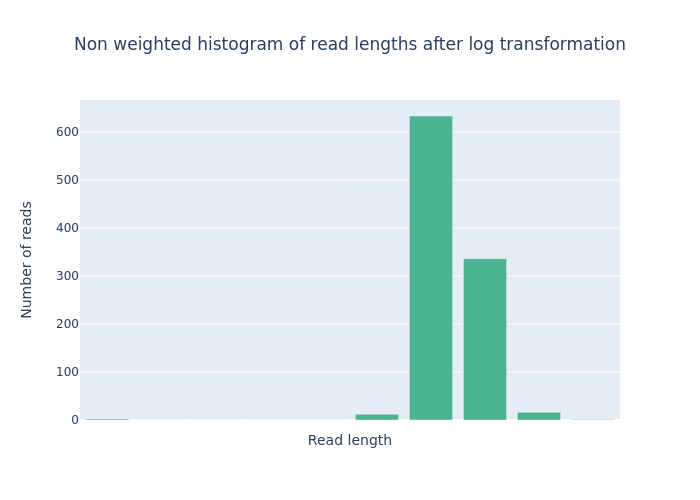 Non weighted histogram of read lengths after log transformation
Number of reads
600
500
400
300
200
100
0
Read length